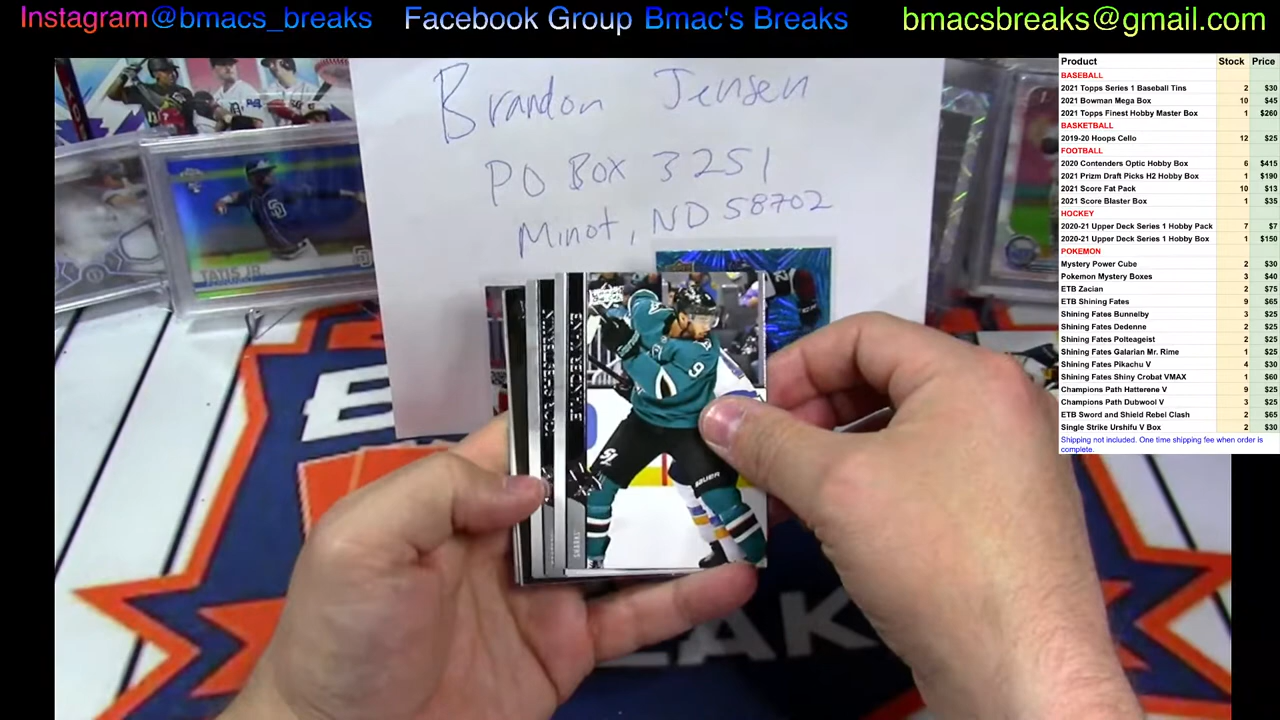 Instagram@bmacs_breaks
Facebook Group Bmac's Breaks
bmacsbreaks@gmail.com
Brandon Jensen
PO Box 3251
Minot, ND 58702
TATIS JR
EVANDER KANE
SHARKS
9
Product Stock Price
BASEBALL
2021 Topps Series 1 Baseball Tins 2 $30
2021 Bowman Mega Box 10 $45
2021 Topps Finest Hobby Master Box 1 $260
BASKETBALL
2019-20 Hoops Cello 12 $25
FOOTBALL
2020 Contenders Optic Hobby Box 6 $415
2021 Prizm Draft Picks H2 Hobby Box 1 $190
2021 Score Fat Pack 10 $13
2021 Score Blaster Box 1 $35
HOCKEY
2020-21 Upper Deck Series 1 Hobby Pack 7 $7
2020-21 Upper Deck Series 1 Hobby Box 1 $150
POKEMON
Mystery Power Cube 2 $30
Pokemon Mystery Boxes 3 $40
ETB Zacian 2 $75
ETB Shining Fates 9 $65
Shining Fates Bunnelby 3 $25
Shining Fates Dedenne 2 $25
Shining Fates Polteageist 2 $25
Shining Fates Galarian Mr. Rime 1 $25
Shining Fates Pikachu V 4 $30
Shining Fates Shiny Crobat VMAX 1 $60
Champions Path Hatterene V 9 $25
Champions Path Dubwool V 3 $25
ETB Sword and Shield Rebel Clash 2 $65
Single Strike Urshifu V Box 2 $30
Shipping not included. One time shipping fee when order is
complete.